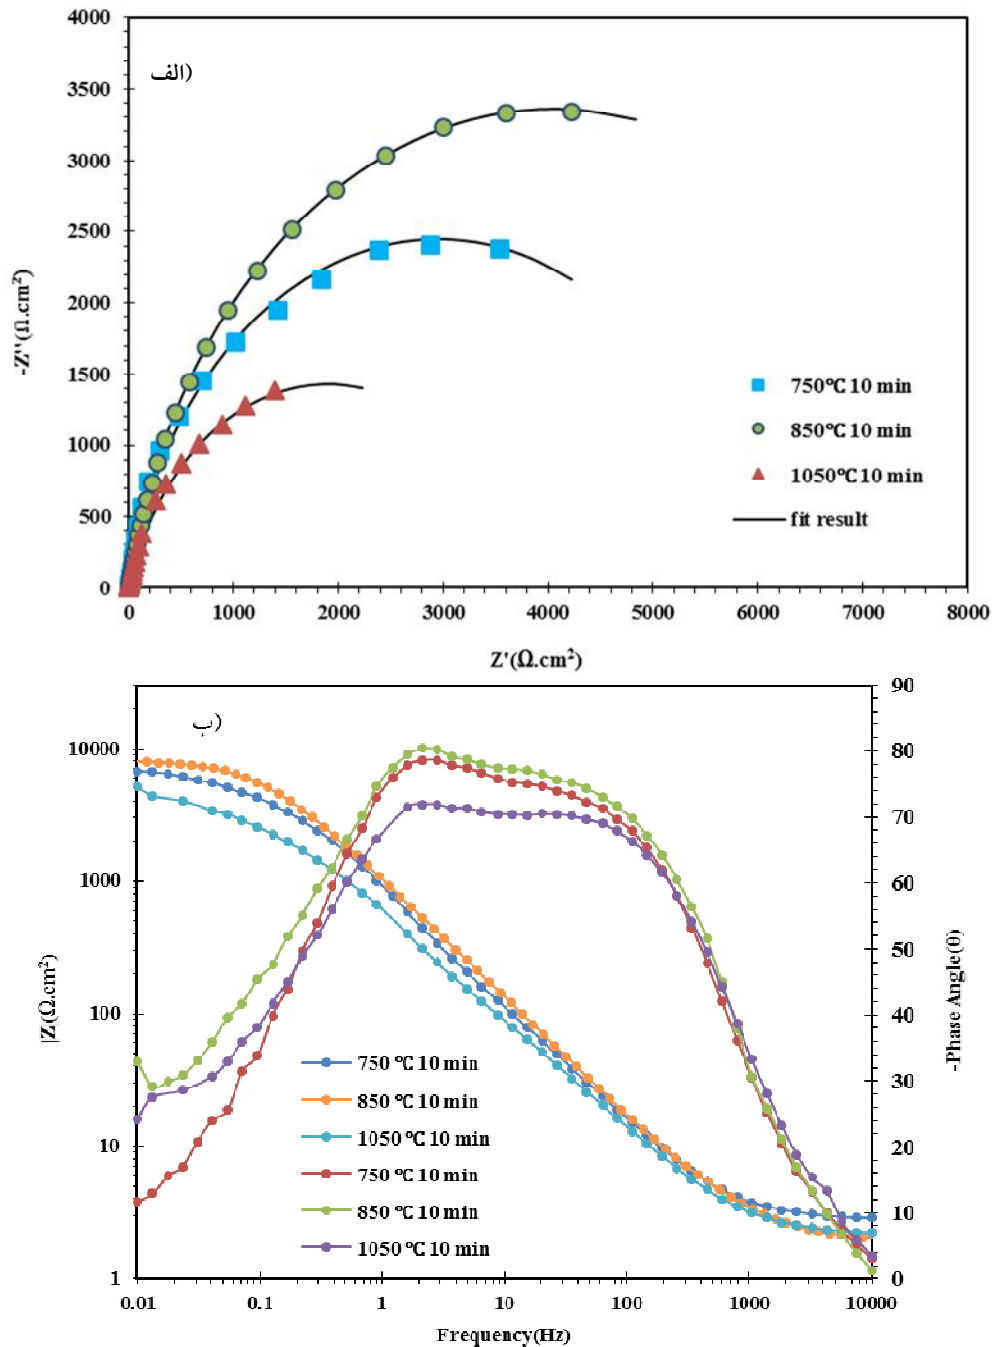 4000
(الف
3500
3000
2500
2000
1500
1000
500
0
-Z''(Ω.cm²)
750℃ 10 min
850℃ 10 min
1050℃ 10 min
fit result
0 1000 2000 3000 4000 5000 6000 7000 8000
Z'(Ω.cm²)
(ب
10000
1000
100
10
1
|Z(Ω.cm²)
90
80
70
60
50
40
30
20
10
0
-Phase Angle(θ)
750 ℃ 10 min
850 ℃ 10 min
1050 ℃ 10 min
750 ℃ 10 min
850 ℃ 10 min
1050 ℃ 10 min
0.01 0.1 1 10 100 1000 10000
Frequency(Hz)